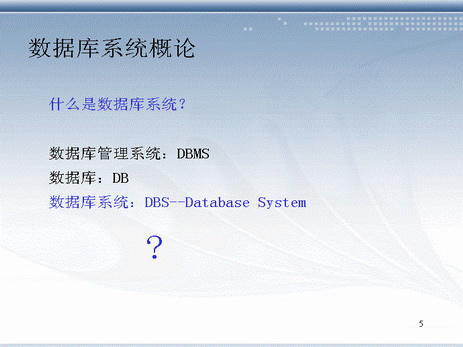 数据库系统概论
什么是数据库系统？
数据库管理系统：DBMS
数据库：DB
数据库系统：DBS--Database System
？
5